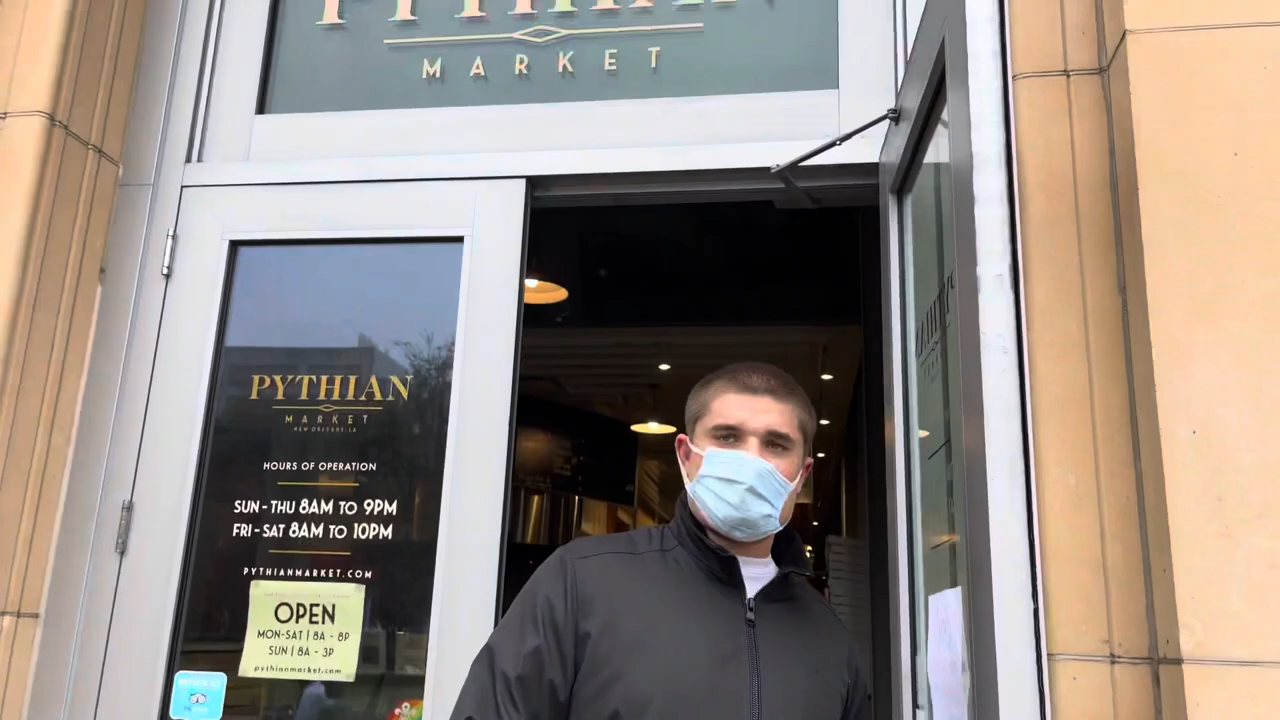 PYTHIAN
MARKET
PYTHIAN
MARKET
NEW ORLEANS, LA
HOURS OF OPERATION
SUN - THU 8AM TO 9PM
FRI - SAT 8AM TO 10PM
PYTHIANMARKET.COM
OPEN
MON-SAT | 8A - 8P
SUN | 8A - 3P
pythianmarket.com